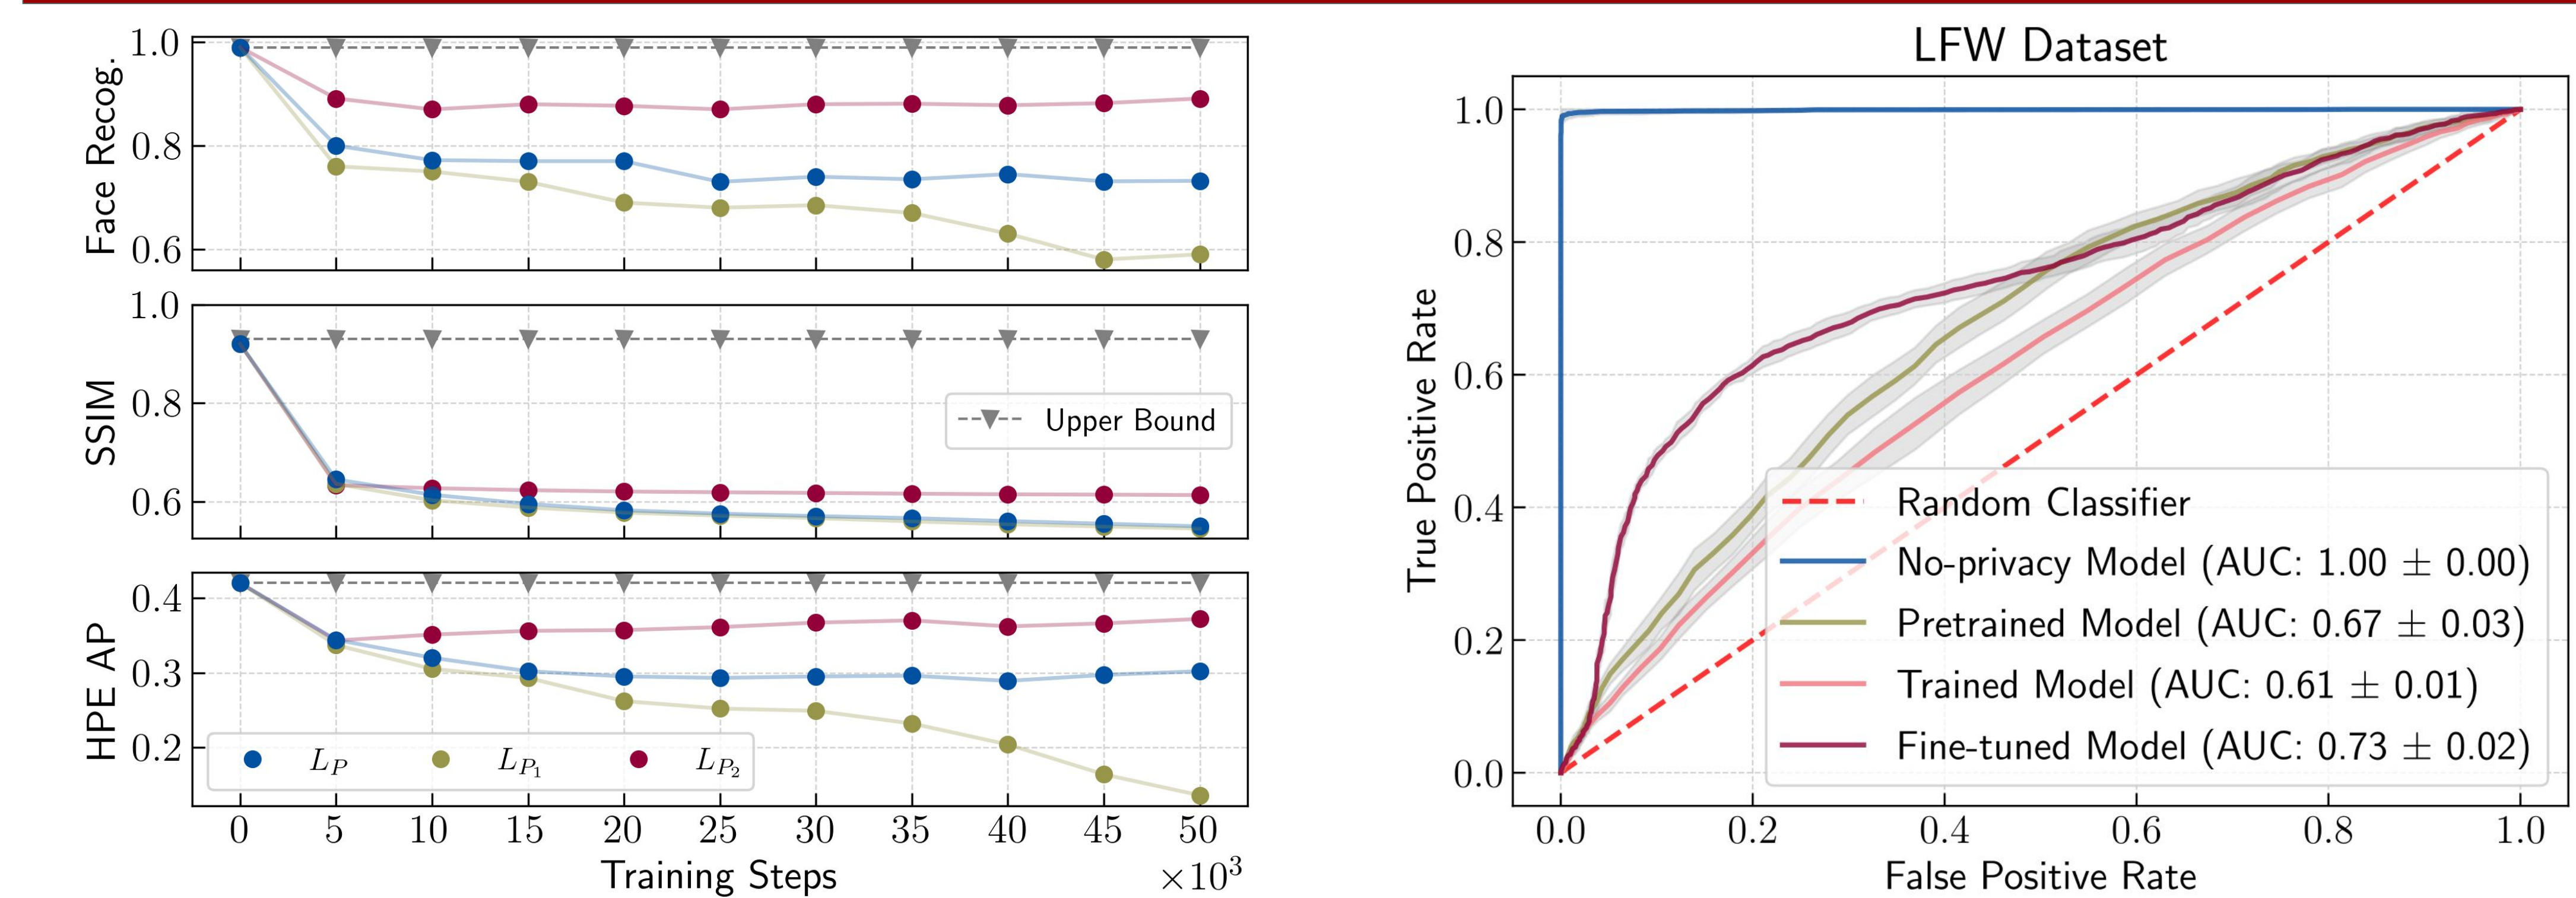 Face Recog.
1.0
0.8
0.6
SSIM
1.0
0.8
0.6
Upper Bound
HPE AP
0.4
0.3
0.2
L_P L_{P_1} L_{P_2}
0 5 10 15 20 25 30 35 40 45 50
Training Steps
×10³
LFW Dataset
True Positive Rate
1.0
0.8
0.6
0.4
0.2
0.0
Random Classifier
No-privacy Model (AUC: 1.00 ± 0.00)
Pretrained Model (AUC: 0.67 ± 0.03)
Trained Model (AUC: 0.61 ± 0.01)
Fine-tuned Model (AUC: 0.73 ± 0.02)
0.0 0.2 0.4 0.6 0.8 1.0
False Positive Rate